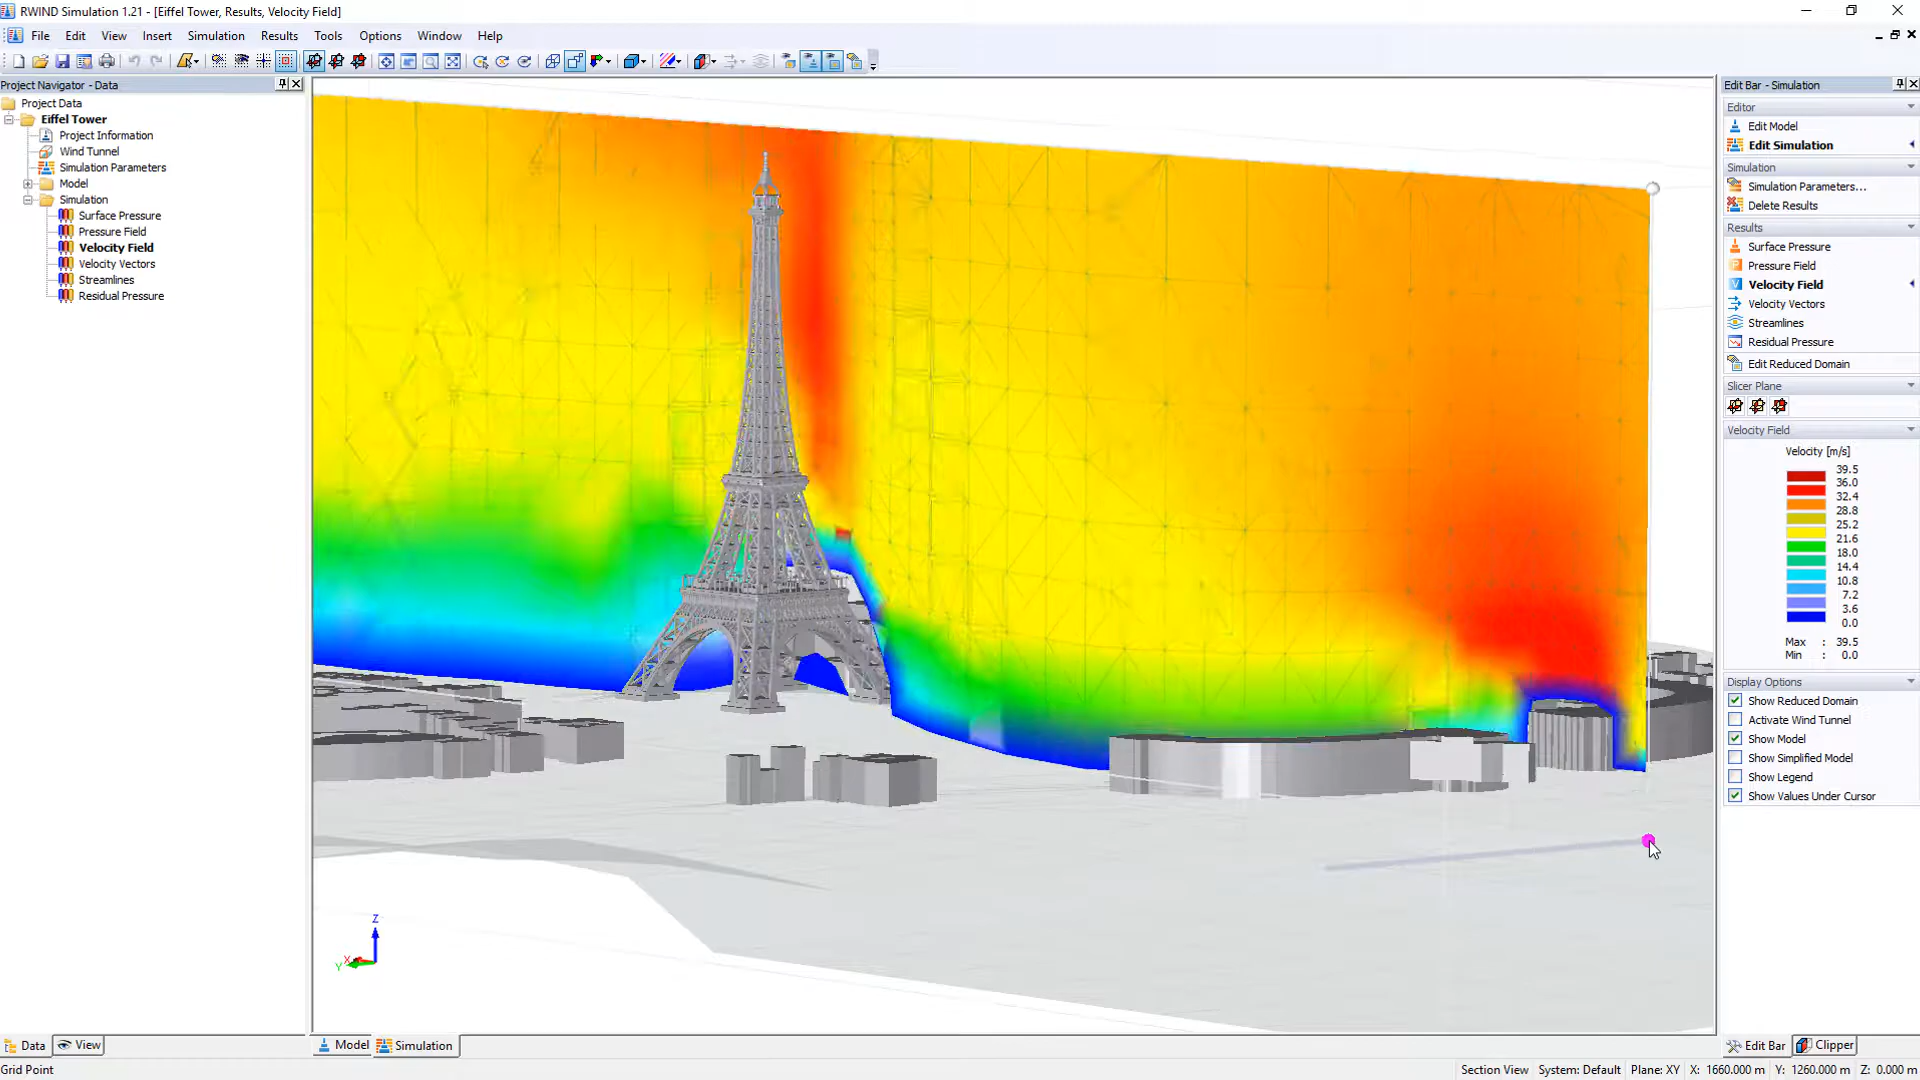 RWIND Simulation 1.21 - [Eiffel Tower, Results, Velocity Field]
File Edit View Insert Simulation Results Tools Options Window Help
Project Navigator - Data
Project Data
Eiffel Tower
Project Information
Wind Tunnel
Simulation Parameters
Model
Simulation
Surface Pressure
Pressure Field
Velocity Field
Velocity Vectors
Streamlines
Residual Pressure
Data
View
Z
X
Y
Model
Simulation
Edit Bar - Simulation
Editor
Edit Model
Edit Simulation
Simulation
Simulation Parameters...
Delete Results
Results
Surface Pressure
Pressure Field
Velocity Field
Velocity Vectors
Streamlines
Residual Pressure
Edit Reduced Domain
Slicer Plane
Velocity Field
Velocity [m/s]
39.5
36.0
32.4
28.8
25.2
21.6
18.0
14.4
10.8
7.2
3.6
0.0
Max : 39.5
Min : 0.0
Display Options
Show Reduced Domain
Activate Wind Tunnel
Show Model
Show Simplified Model
Show Legend
Show Values Under Cursor
Edit Bar
Clipper
Grid Point
Section View System: Default Plane: XY X: 1660.000 m Y: 1260.000 m Z: 0.000 m